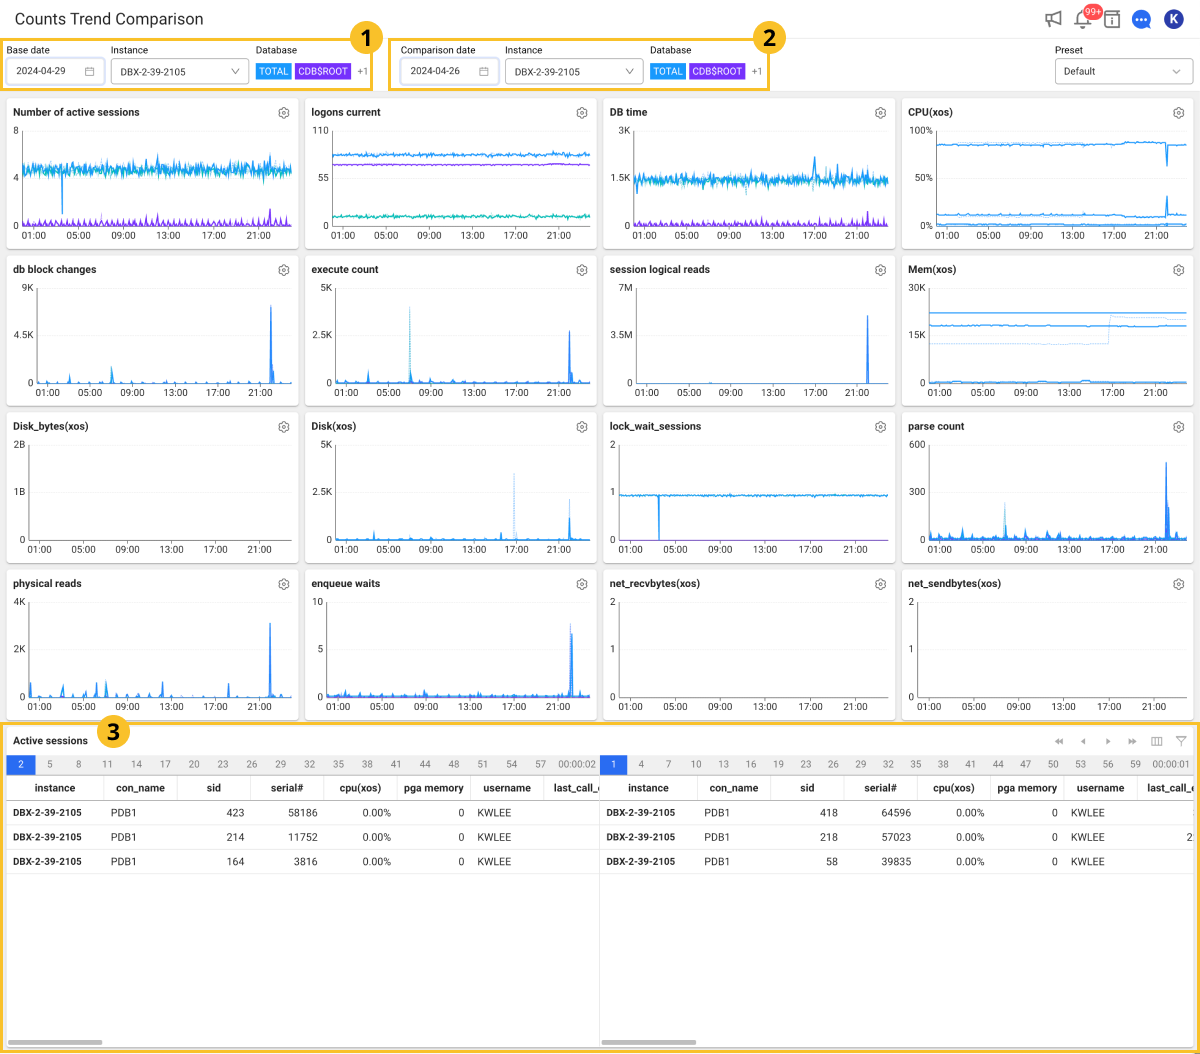 Counts Trend Comparison
99+
K
1
2
Base date
Instance
Database
Comparison date
Instance
Database
Preset
2024-04-29
DBX-2-39-2105
TOTAL CDB$ROOT +1
2024-04-26
DBX-2-39-2105
TOTAL CDB$ROOT +1
Default
Number of active sessions
8
4
0
01:00 05:00 09:00 13:00 17:00 21:00
logons current
110
55
0
01:00 05:00 09:00 13:00 17:00 21:00
DB time
3K
1.5K
0
01:00 05:00 09:00 13:00 17:00 21:00
CPU(xos)
100%
50%
0%
01:00 05:00 09:00 13:00 17:00 21:00
db block changes
9K
4.5K
0
01:00 05:00 09:00 13:00 17:00 21:00
execute count
5K
2.5K
0
01:00 05:00 09:00 13:00 17:00 21:00
session logical reads
7M
3.5M
0
01:00 05:00 09:00 13:00 17:00 21:00
Mem(xos)
30K
15K
0
01:00 05:00 09:00 13:00 17:00 21:00
Disk_bytes(xos)
2B
1B
0
01:00 05:00 09:00 13:00 17:00 21:00
Disk(xos)
5K
2.5K
0
01:00 05:00 09:00 13:00 17:00 21:00
lock_wait_sessions
2
1
0
01:00 05:00 09:00 13:00 17:00 21:00
parse count
600
300
0
01:00 05:00 09:00 13:00 17:00 21:00
physical reads
4K
2K
0
01:00 05:00 09:00 13:00 17:00 21:00
enqueue waits
10
5
0
01:00 05:00 09:00 13:00 17:00 21:00
net_recvbytes(xos)
2
1
0
01:00 05:00 09:00 13:00 17:00 21:00
net_sendbytes(xos)
2
1
0
01:00 05:00 09:00 13:00 17:00 21:00
3
Active sessions
2 5 8 11 14 17 20 23 26 29 32 35 38 41 44 48 51 54 57 00:00:02
1 4 7 10 13 16 19 23 26 29 32 35 38 41 44 47 50 53 56 59 00:00:01
instance con_name sid serial# cpu(xos) pga memory username last_call_
instance con_name sid serial# cpu(xos) pga memory username last_call_
DBX-2-39-2105 PDB1 423 58186 0.00% 0 KWLEE
DBX-2-39-2105 PDB1 418 64596 0.00% 0 KWLEE
DBX-2-39-2105 PDB1 214 11752 0.00% 0 KWLEE
DBX-2-39-2105 PDB1 218 57023 0.00% 0 KWLEE 2
DBX-2-39-2105 PDB1 164 3816 0.00% 0 KWLEE
DBX-2-39-2105 PDB1 58 39835 0.00% 0 KWLEE